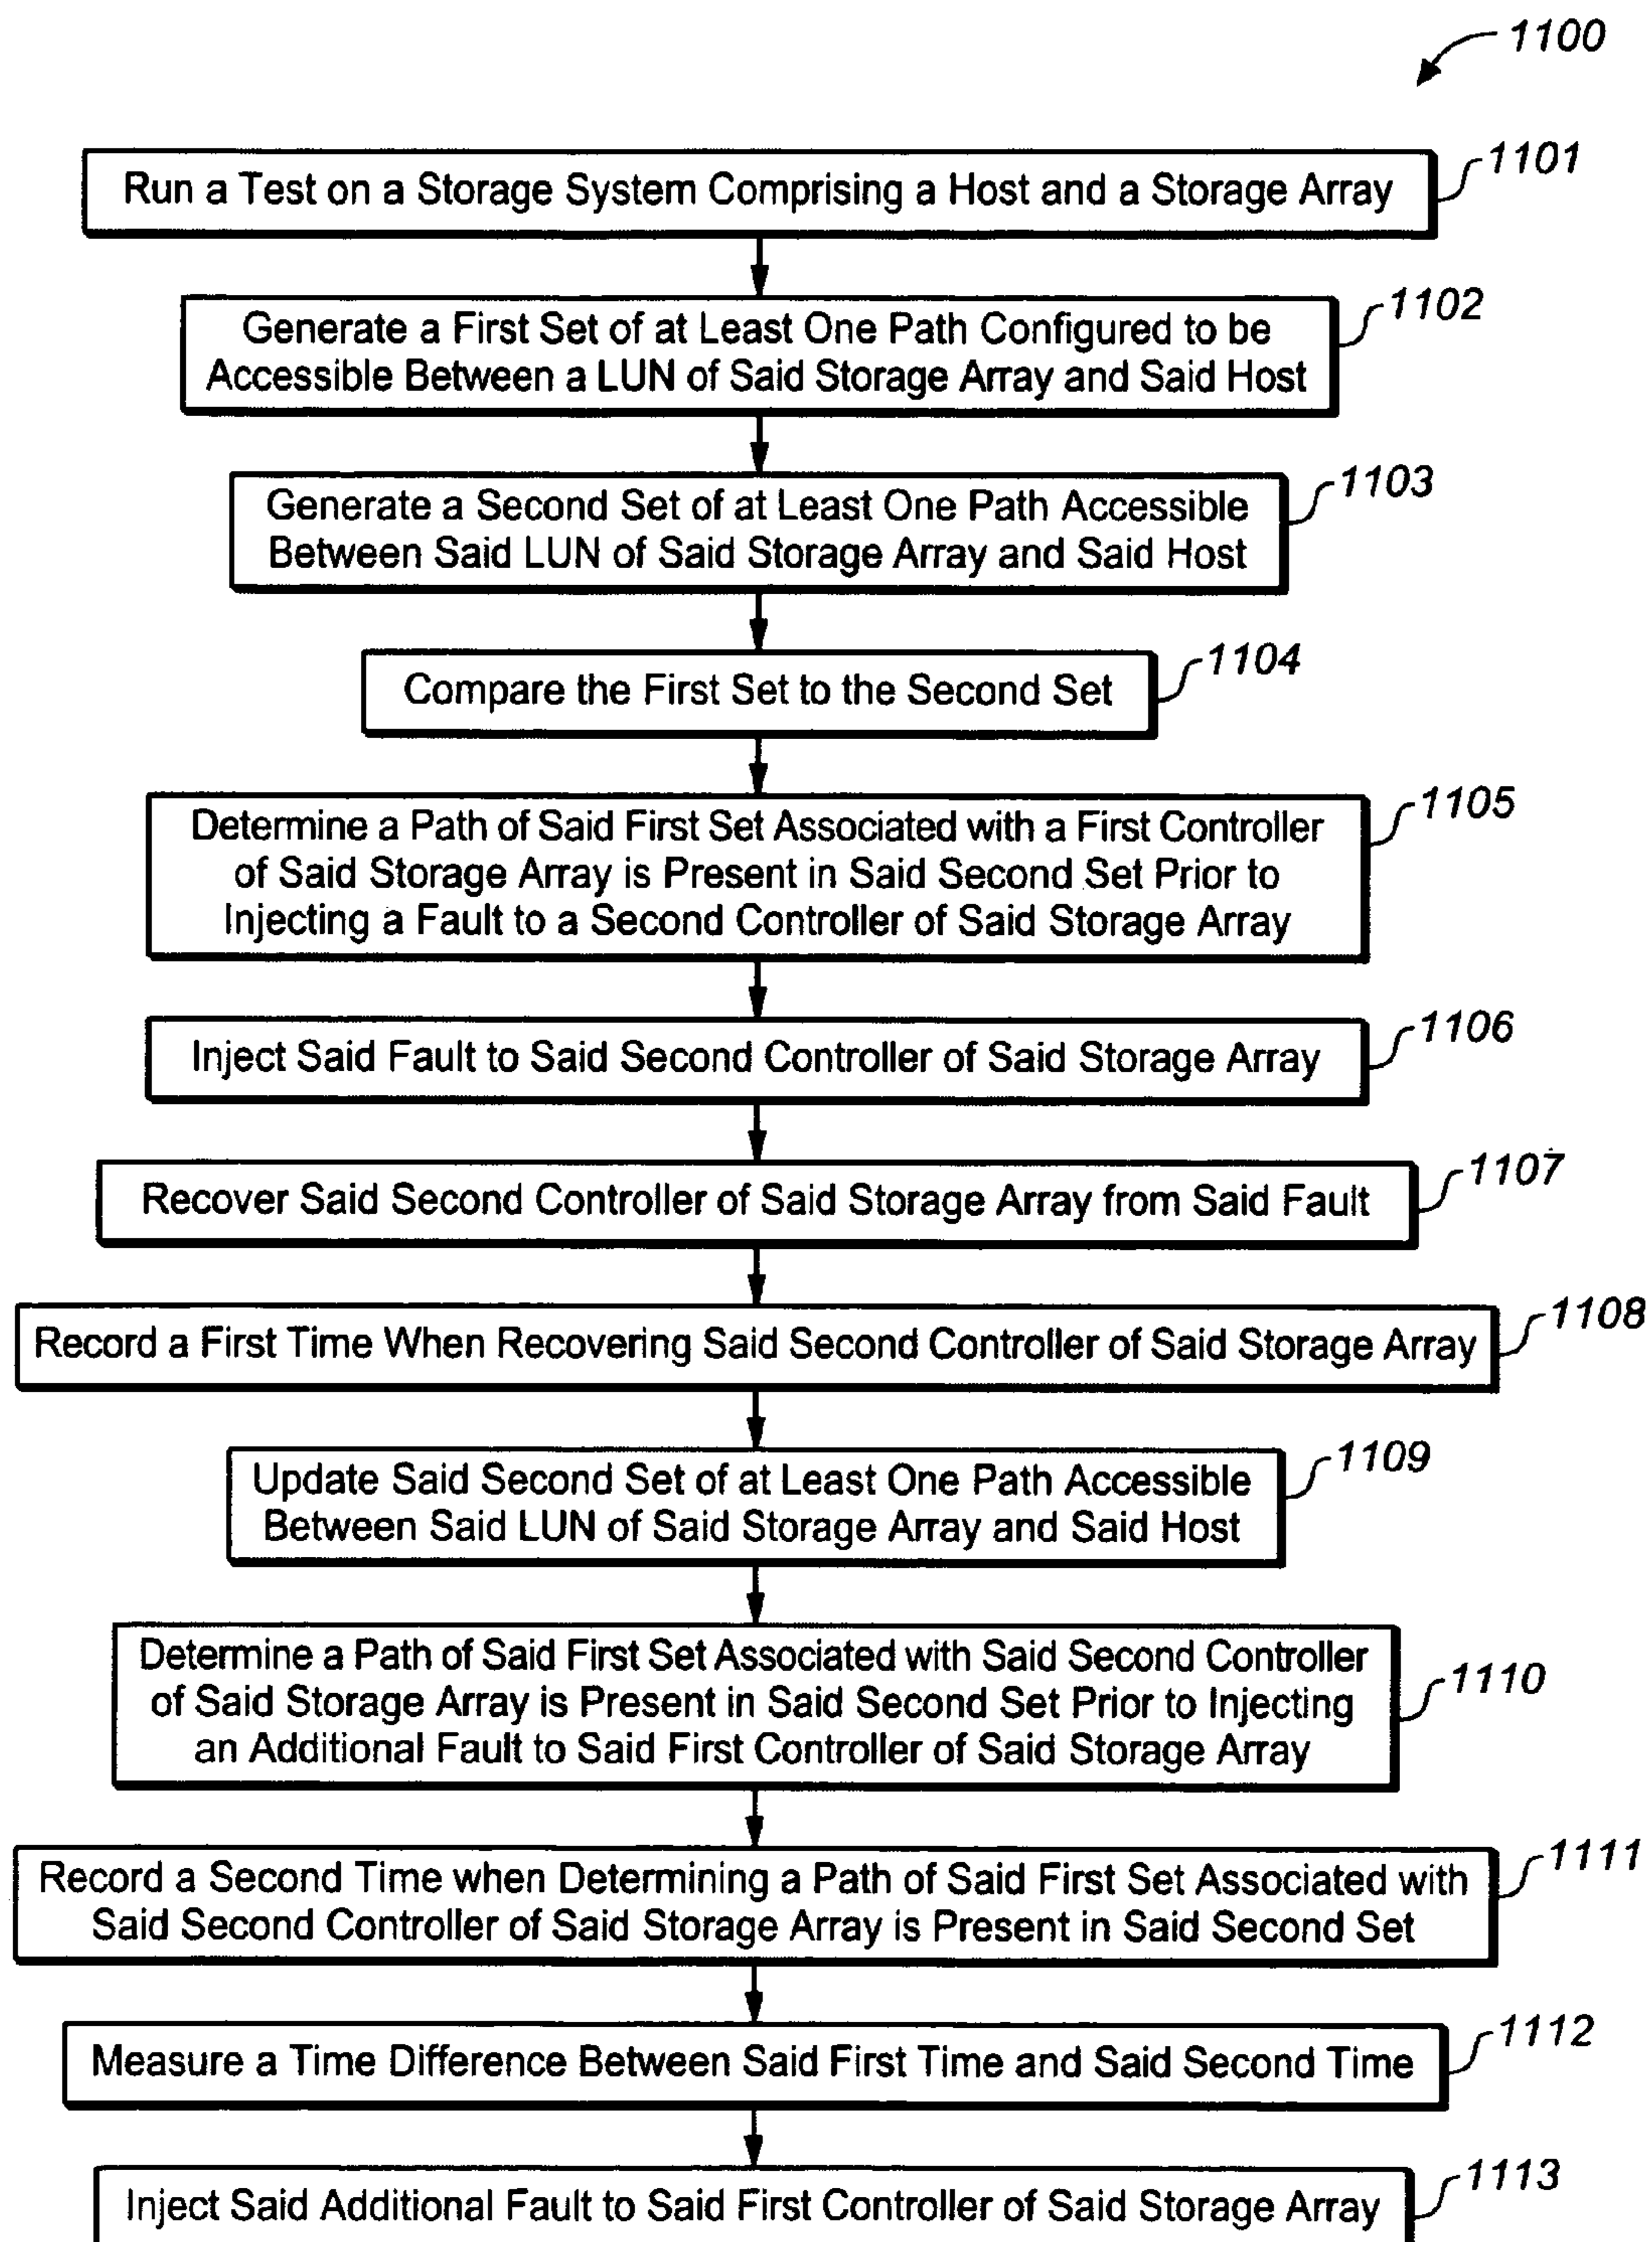 1100
1101
Run a Test on a Storage System Comprising a Host and a Storage Array
1102
Generate a First Set of at Least One Path Configured to be
Accessible Between a LUN of Said Storage Array and Said Host
1103
Generate a Second Set of at Least One Path Accessible
Between Said LUN of Said Storage Array and Said Host
1104
Compare the First Set to the Second Set
1105
Determine a Path of Said First Set Associated with a First Controller
of Said Storage Array is Present in Said Second Set Prior to
Injecting a Fault to a Second Controller of Said Storage Array
1106
Inject Said Fault to Said Second Controller of Said Storage Array
1107
Recover Said Second Controller of Said Storage Array from Said Fault
1108
Record a First Time When Recovering Said Second Controller of Said Storage Array
1109
Update Said Second Set of at Least One Path Accessible
Between Said LUN of Said Storage Array and Said Host
1110
Determine a Path of Said First Set Associated with Said Second Controller
of Said Storage Array is Present in Said Second Set Prior to Injecting
an Additional Fault to Said First Controller of Said Storage Array
1111
Record a Second Time when Determining a Path of Said First Set Associated with
Said Second Controller of Said Storage Array is Present in Said Second Set
1112
Measure a Time Difference Between Said First Time and Said Second Time
1113
Inject Said Additional Fault to Said First Controller of Said Storage Array